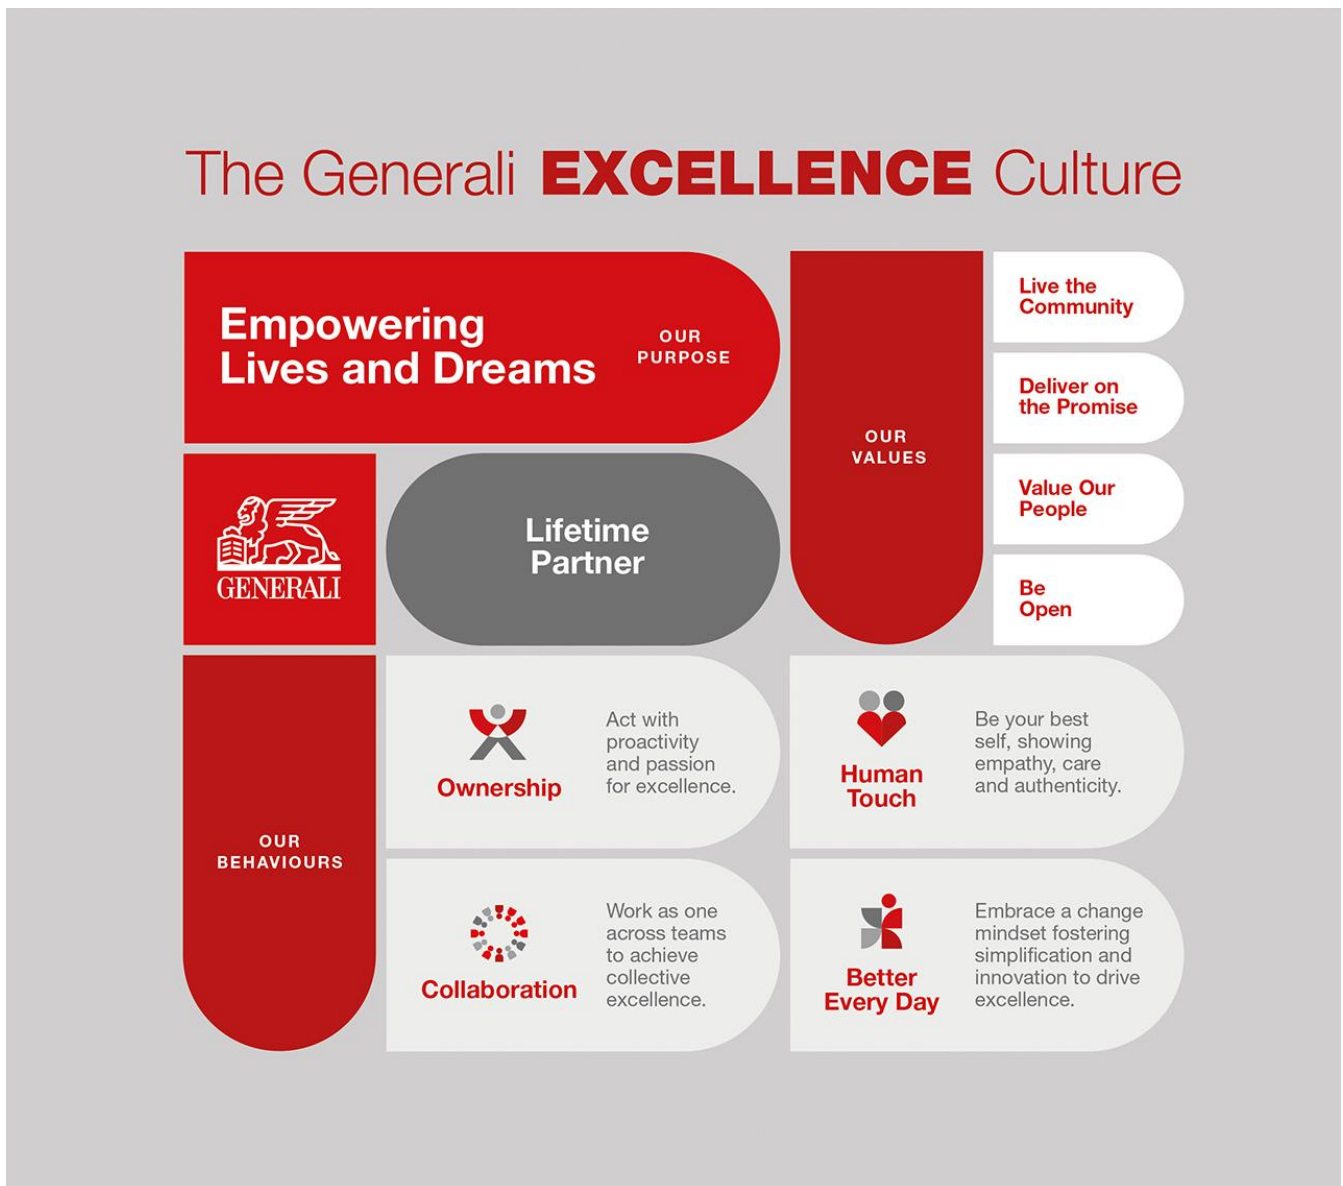 The Generali EXCELLENCE Culture
Empowering
Lives and Dreams
OUR
PURPOSE
OUR
VALUES
Live the
Community
Deliver on
the Promise
Value Our
People
Be
Open
GENERALI
Lifetime
Partner
OUR
BEHAVIOURS
Ownership
Act with
proactivity
and passion
for excellence.
Human
Touch
Be your best
self, showing
empathy, care
and authenticity.
Collaboration
Work as one
across teams
to achieve
collective
excellence.
Better
Every Day
Embrace a change
mindset fostering
simplification and
innovation to drive
excellence.